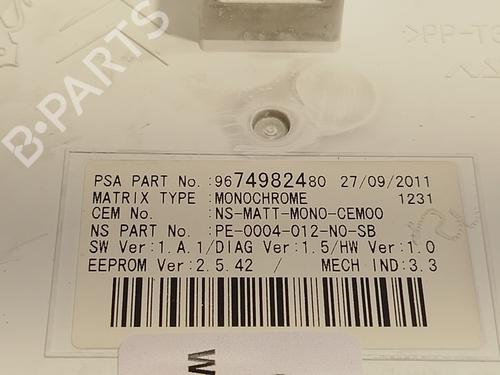 B-PARTS
>PP-T
PSA PART No. :9674982480 27/09/2011
MATRIX TYPE :MONOCHROME 1231
CEM No. :NS-MATT-MONO-CEM00
NS PART No. :PE-0004-012-NO-SB
SW Ver:1.A.1/DIAG Ver:1.5/HW Ver:1.0
EEPROM Ver:2.5.42 / MECH IND:3.3
W